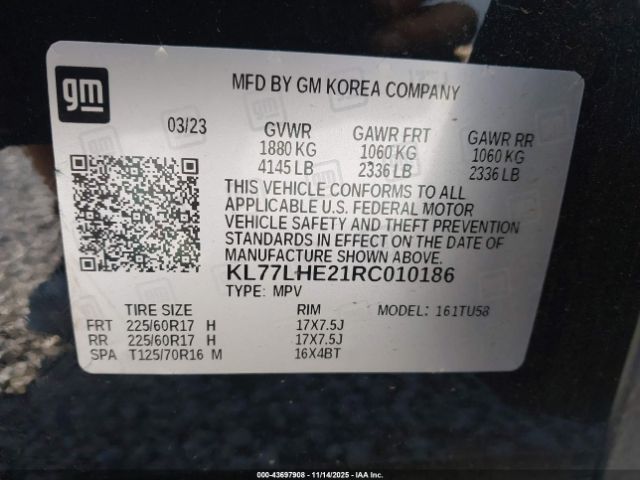 gm
MFD BY GM KOREA COMPANY
03/23 GVWR GAWR FRT GAWR RR
1880 KG 1060 KG 1060 KG
4145 LB 2336 LB 2336 LB
THIS VEHICLE CONFORMS TO ALL
APPLICABLE U.S. FEDERAL MOTOR
VEHICLE SAFETY AND THEFT PREVENTION
STANDARDS IN EFFECT ON THE DATE OF
MANUFACTURE SHOWN ABOVE.
KL77LHE21RC010186
TYPE: MPV
TIRE SIZE RIM MODEL: 161TU58
FRT 225/60R17 H 17X7.5J
RR 225/60R17 H 17X7.5J
SPA T125/70R16 M 16X4BT
000-43697908 - 11/14/2025 - IAA Inc.